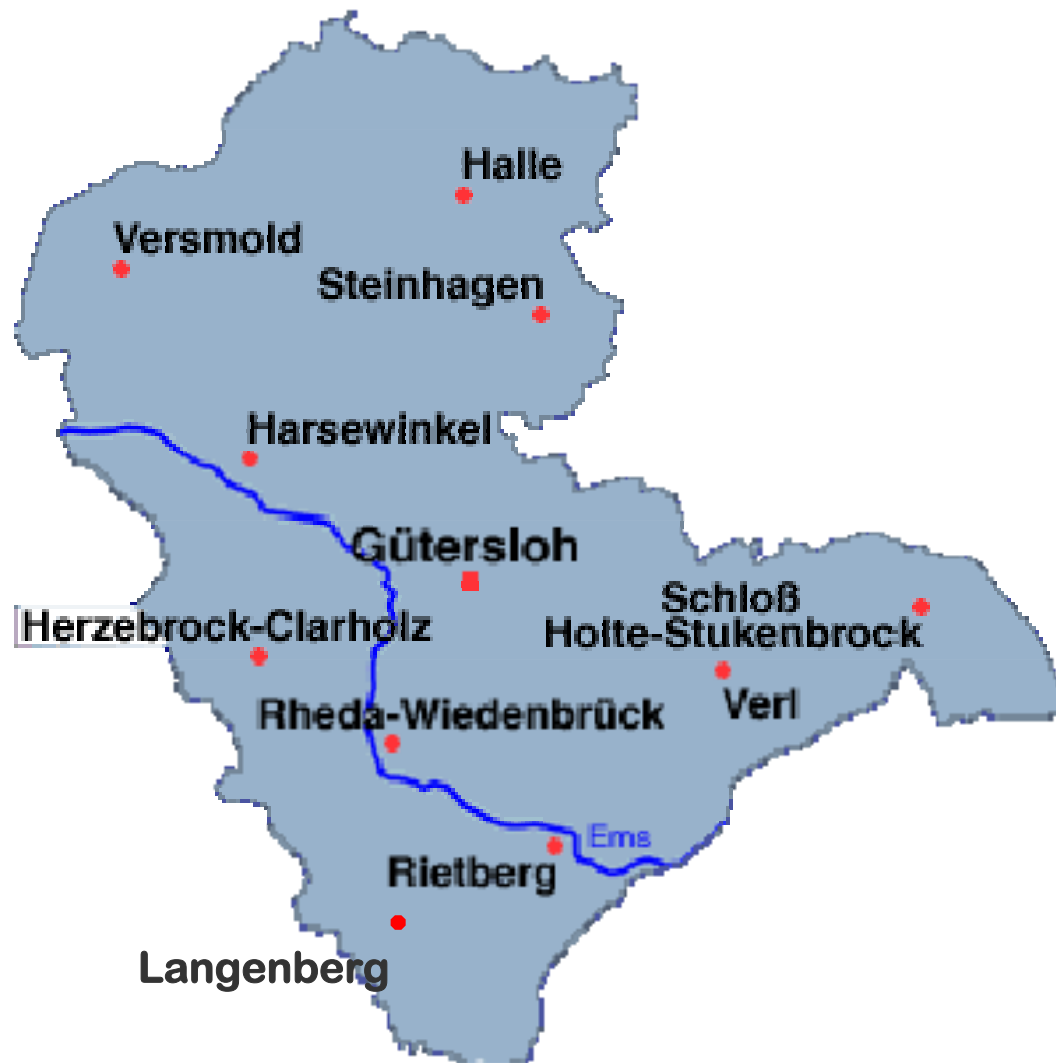 Halle
Versmold
Steinhagen
Harsewinkel
Gütersloh
Schloß
Holte-Stukenbrock
Herzebrock-Clarholz
Verl
Rheda-Wiedenbrück
Ems
Rietberg
Langenberg